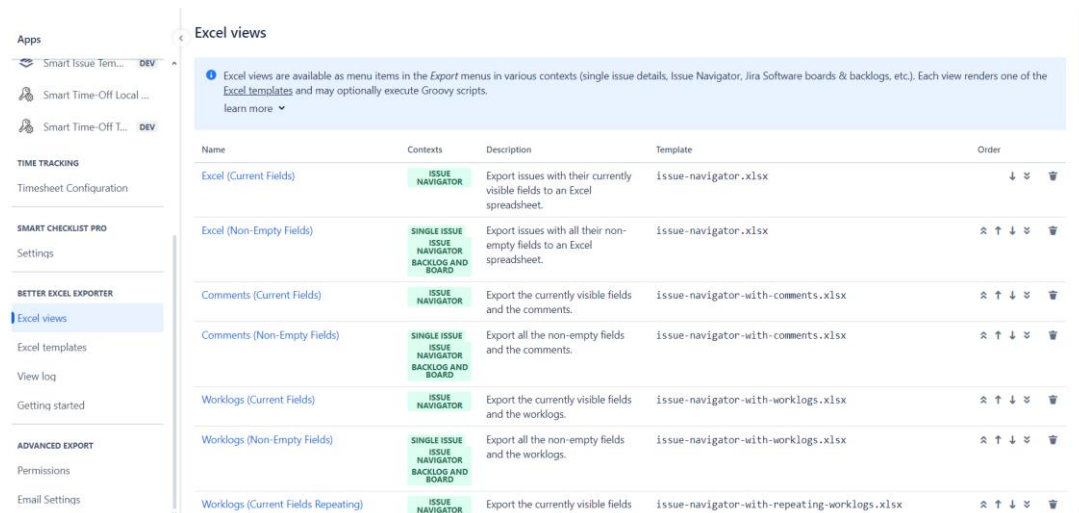 Apps
Smart Issue Tem... DEV
Smart Time-Off Local ...
Smart Time-Off T... DEV
TIME TRACKING
Timesheet Configuration
SMART CHECKLIST PRO
Settings
BETTER EXCEL EXPORTER
Excel views
Excel templates
View log
Getting started
ADVANCED EXPORT
Permissions
Email Settings
Excel views
Excel views are available as menu items in the Export menus in various contexts (single issue details, Issue Navigator, Jira Software boards & backlogs, etc.). Each view renders one of the
Excel templates and may optionally execute Groovy scripts.
learn more
Name Contexts Description Template Order
Excel (Current Fields)
ISSUE
NAVIGATOR
Export issues with their currently
visible fields to an Excel
spreadsheet.
issue-navigator.xlsx
Excel (Non-Empty Fields)
SINGLE ISSUE
ISSUE
NAVIGATOR
BACKLOG AND
BOARD
Export issues with all their non-
empty fields to an Excel
spreadsheet.
issue-navigator.xlsx
Comments (Current Fields)
ISSUE
NAVIGATOR
Export the currently visible fields
and the comments.
issue-navigator-with-comments.xlsx
Comments (Non-Empty Fields)
SINGLE ISSUE
ISSUE
NAVIGATOR
BACKLOG AND
BOARD
Export all the non-empty fields
and the comments.
issue-navigator-with-comments.xlsx
Worklogs (Current Fields)
ISSUE
NAVIGATOR
Export the currently visible fields
and the worklogs.
issue-navigator-with-worklogs.xlsx
Worklogs (Non-Empty Fields)
SINGLE ISSUE
ISSUE
NAVIGATOR
BACKLOG AND
BOARD
Export all the non-empty fields
and the worklogs.
issue-navigator-with-worklogs.xlsx
Worklogs (Current Fields Repeating)
ISSUE
NAVIGATOR
Export the currently visible fields
issue-navigator-with-repeating-worklogs.xlsx